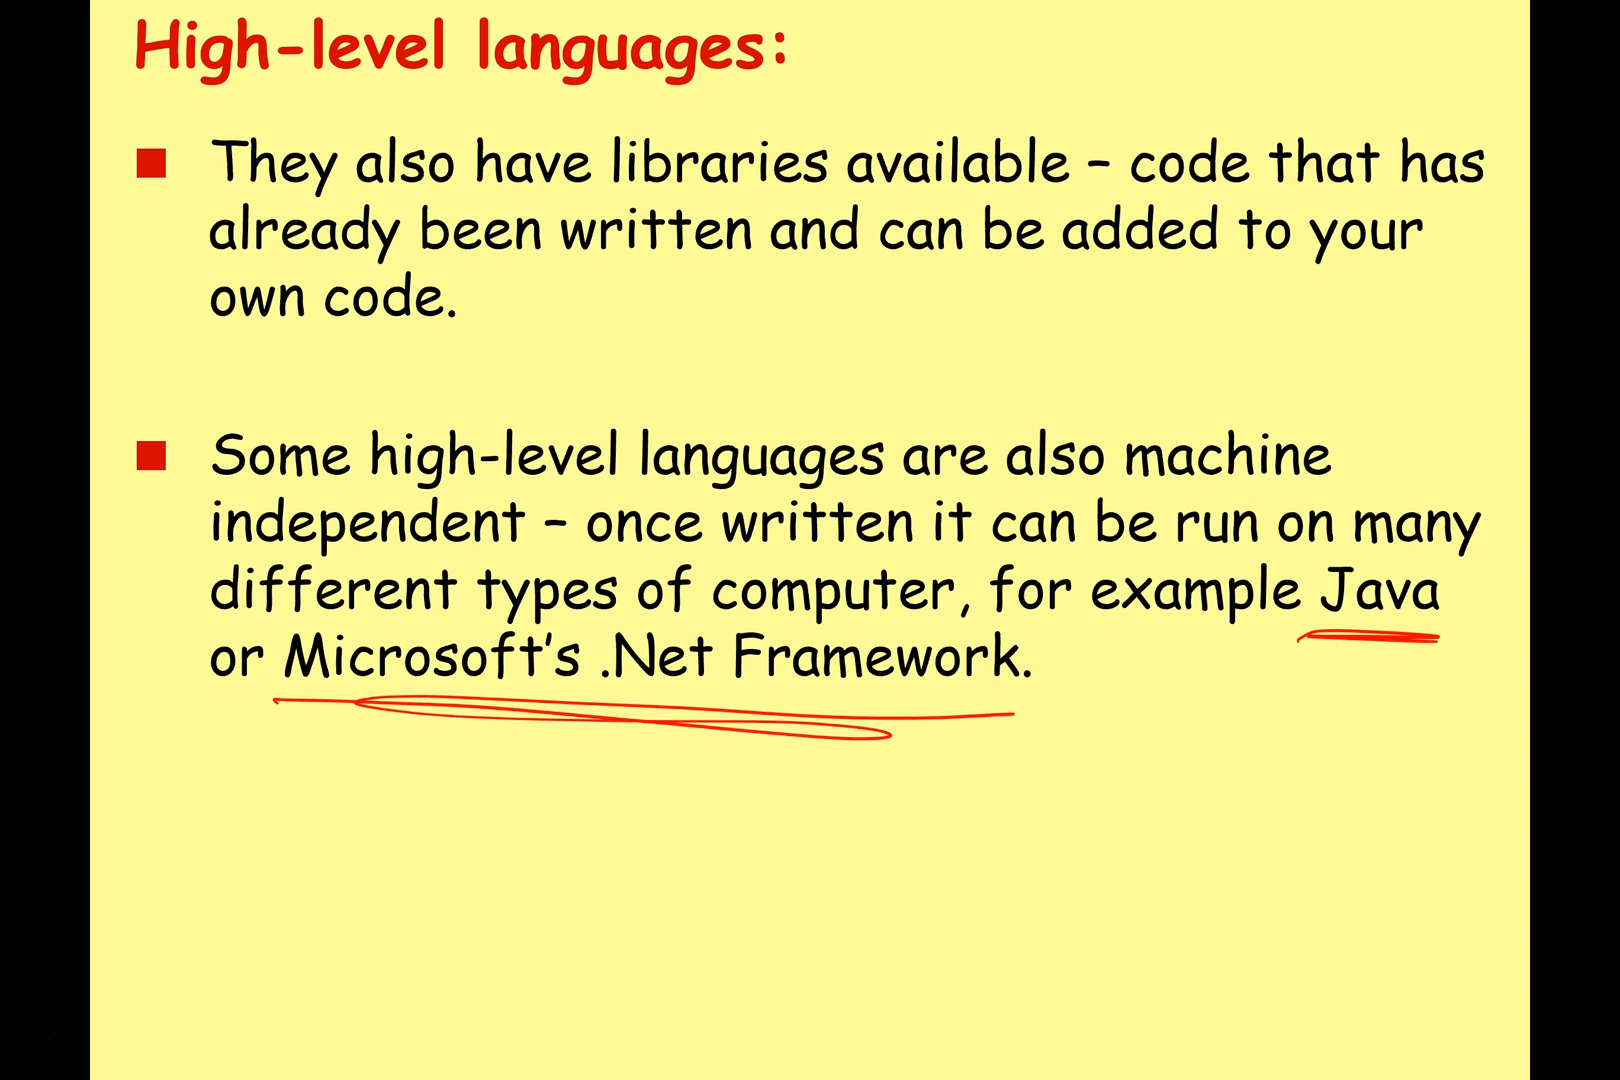 High-level languages:
They also have libraries available – code that has
already been written and can be added to your
own code.
Some high-level languages are also machine
independent – once written it can be run on many
different types of computer, for example Java
or Microsoft's .Net Framework.